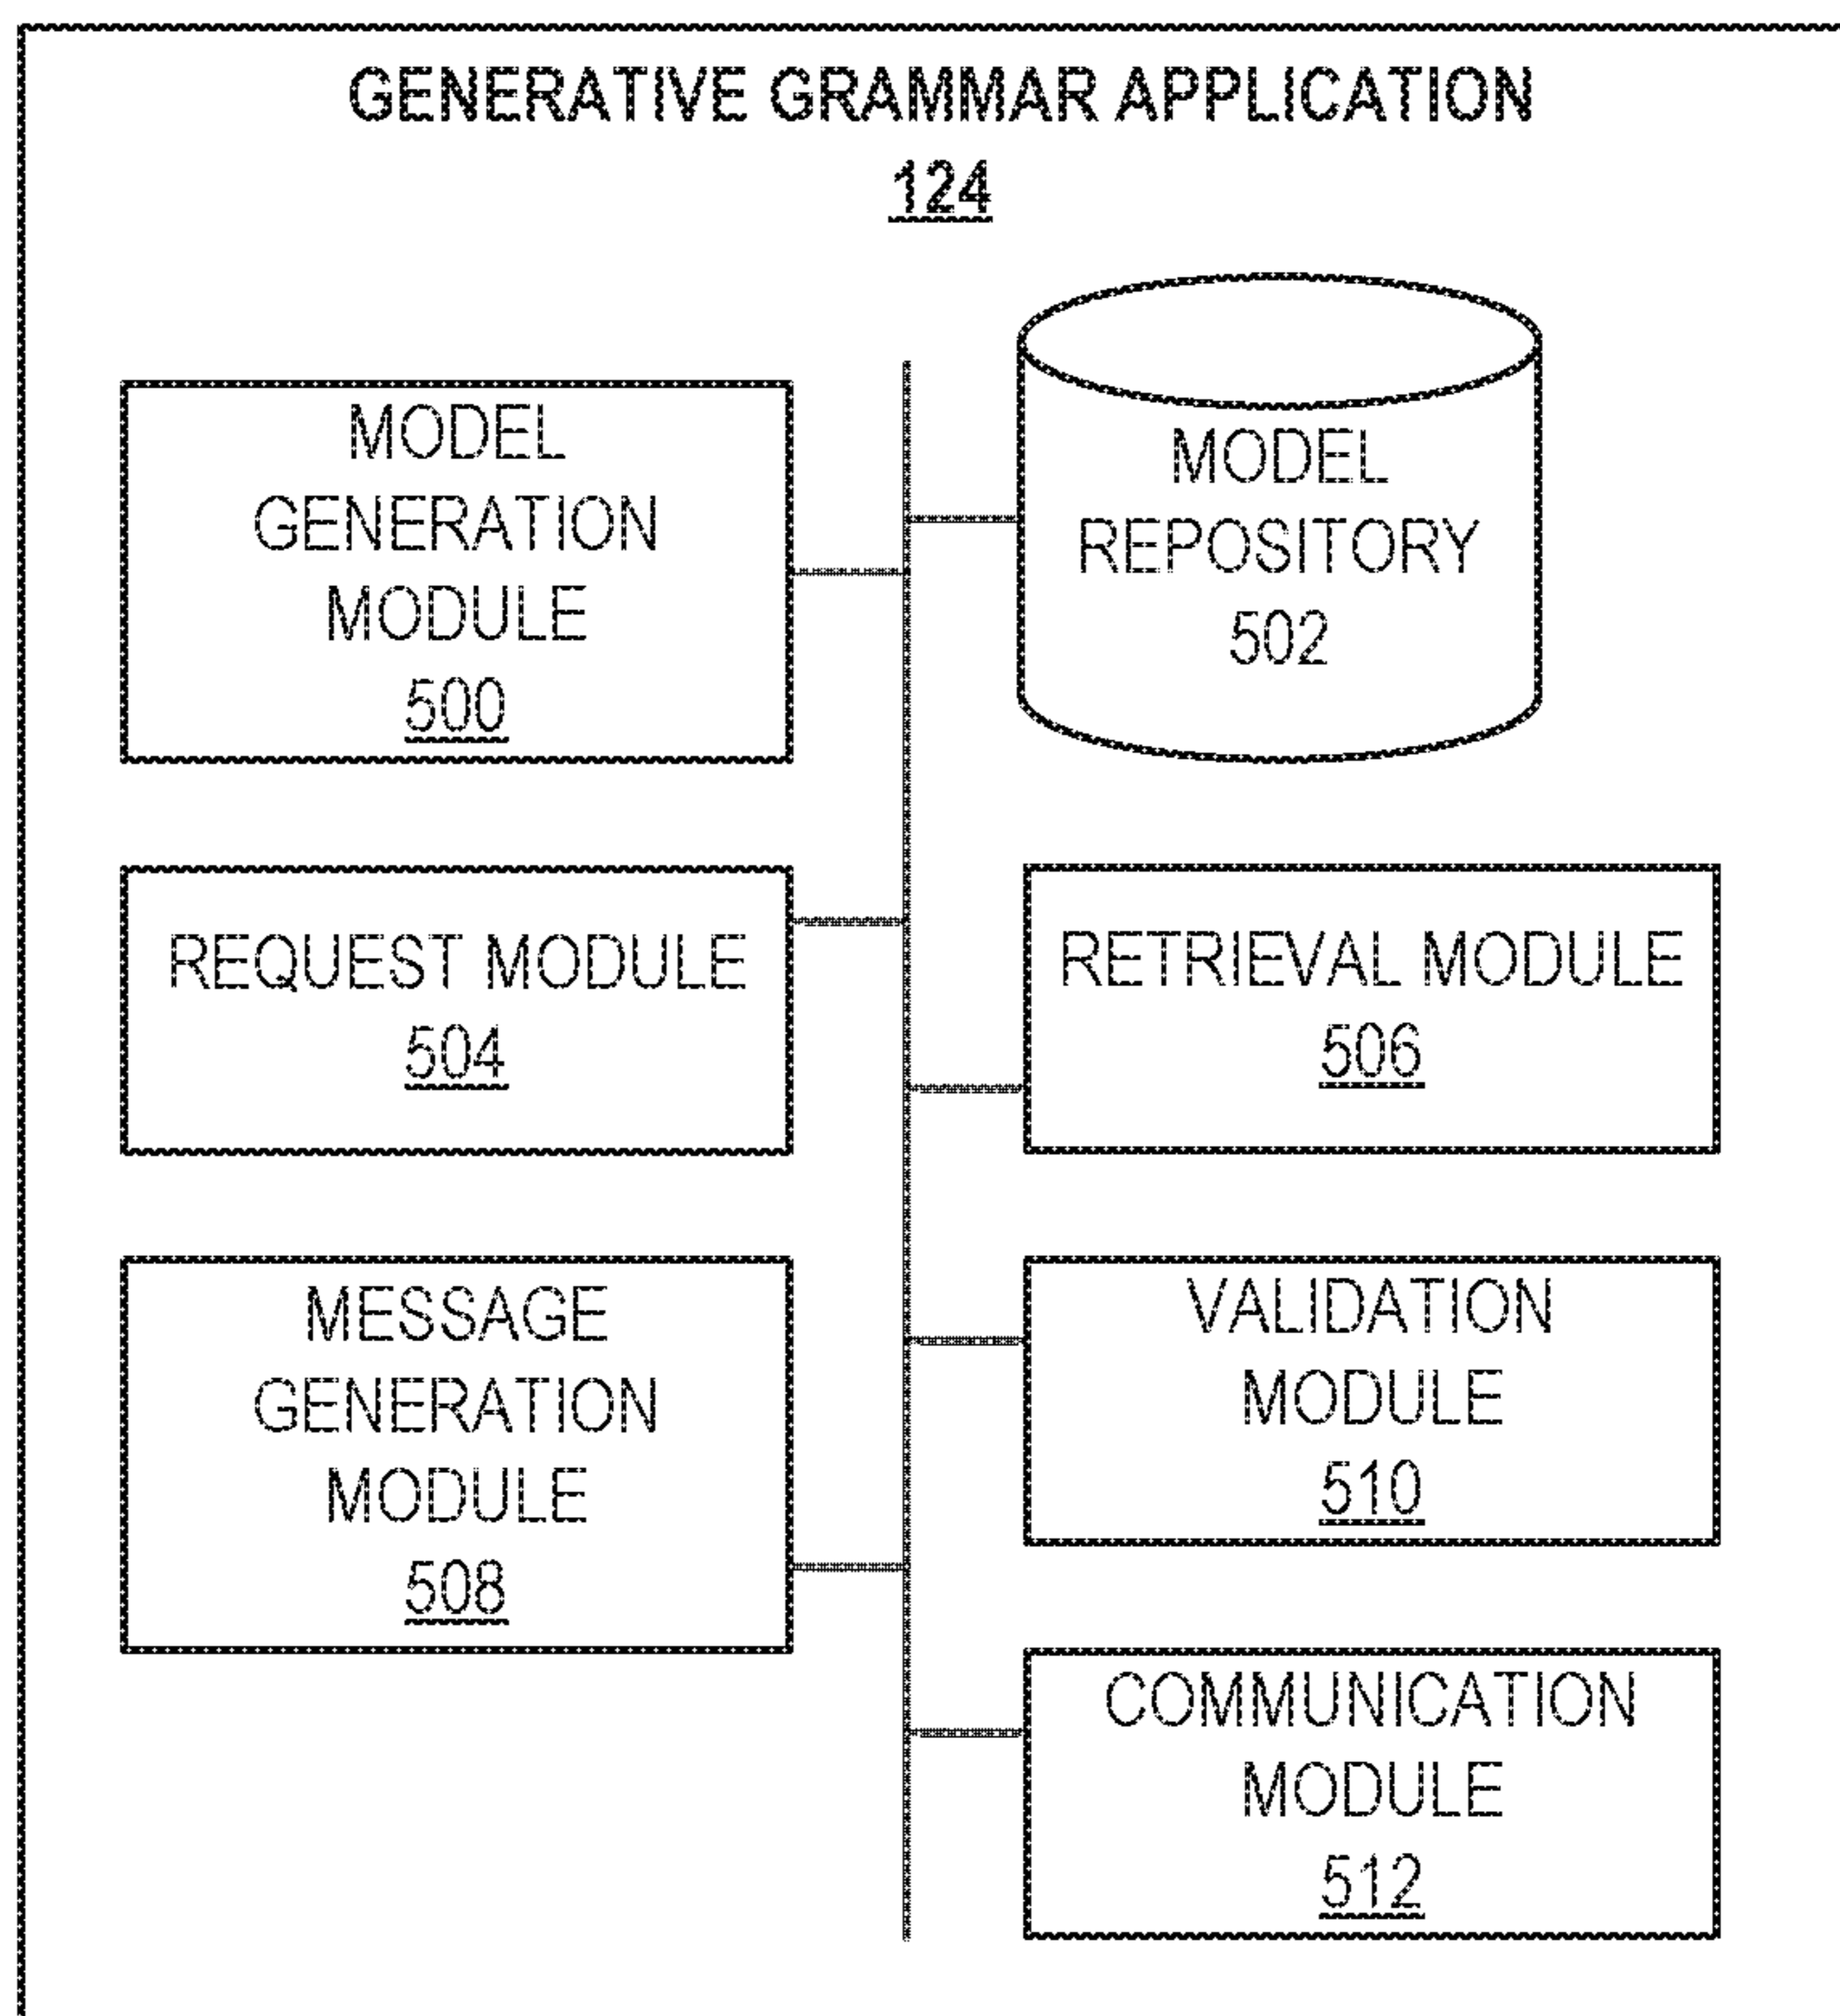 GENERATIVE GRAMMAR APPLICATION
124
MODEL
GENERATION
MODULE
500
MODEL
REPOSITORY
502
REQUEST MODULE
504
RETRIEVAL MODULE
506
MESSAGE
GENERATION
MODULE
508
VALIDATION
MODULE
510
COMMUNICATION
MODULE
512